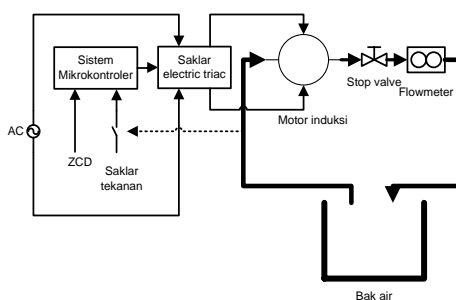 Sistem
Mikrokontroler
Saklar
electric triac
Stop valve
Flowmeter
Motor induksi
AC
ZCD
Saklar
tekanan
Bak air